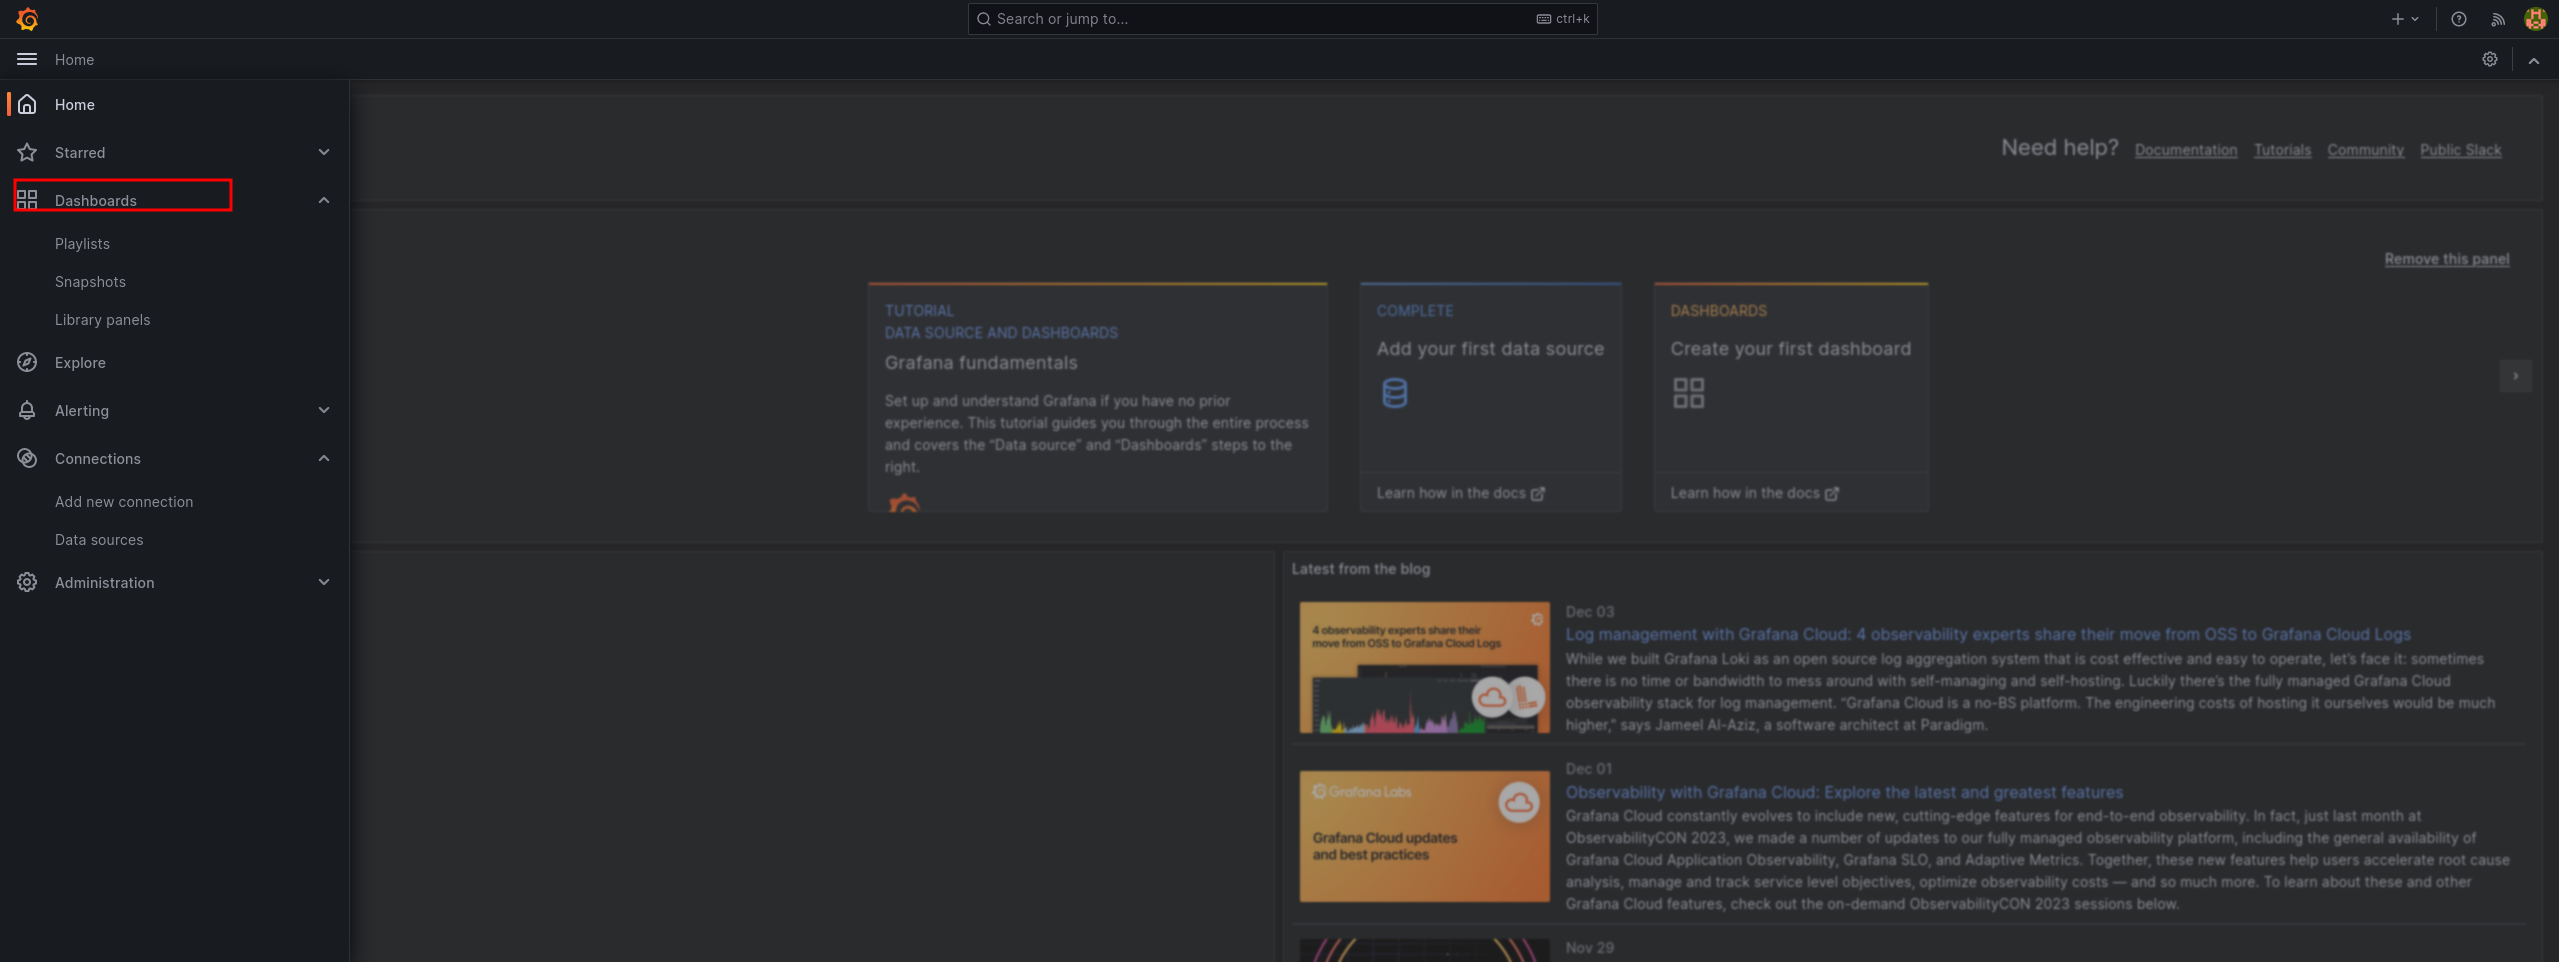 Search or jump to...
ctrl+k
Home
Home
Starred
Dashboards
Playlists
Snapshots
Library panels
Explore
Alerting
Connections
Add new connection
Data sources
Administration
Need help?
Documentation
Tutorials
Community
Public Slack
Remove this panel
TUTORIAL
DATA SOURCE AND DASHBOARDS
Grafana fundamentals
Set up and understand Grafana if you have no prior
experience. This tutorial guides you through the entire process
and covers the “Data source” and “Dashboards” steps to the
right.
COMPLETE
Add your first data source
Learn how in the docs
DASHBOARDS
Create your first dashboard
Learn how in the docs
Latest from the blog
4 observability experts share their
move from OSS to Grafana Cloud Logs
Dec 03
Log management with Grafana Cloud: 4 observability experts share their move from OSS to Grafana Cloud Logs
While we built Grafana Loki as an open source log aggregation system that is cost effective and easy to operate, let’s face it: sometimes
there is no time or bandwidth to mess around with self-managing and self-hosting. Luckily there’s the fully managed Grafana Cloud
observability stack for log management. “Grafana Cloud is a no-BS platform. The engineering costs of hosting it ourselves would be much
higher,” says Jameel Al-Aziz, a software architect at Paradigm.
Grafana Labs
Grafana Cloud updates
and best practices
Dec 01
Observability with Grafana Cloud: Explore the latest and greatest features
Grafana Cloud constantly evolves to include new, cutting-edge features for end-to-end observability. In fact, just last month at
ObservabilityCON 2023, we made a number of updates to our fully managed observability platform, including the general availability of
Grafana Cloud Application Observability, Grafana SLO, and Adaptive Metrics. Together, these new features help users accelerate root cause
analysis, manage and track service level objectives, optimize observability costs — and so much more. To learn about these and other
Grafana Cloud features, check out the on-demand ObservabilityCON 2023 sessions below.
Nov 29